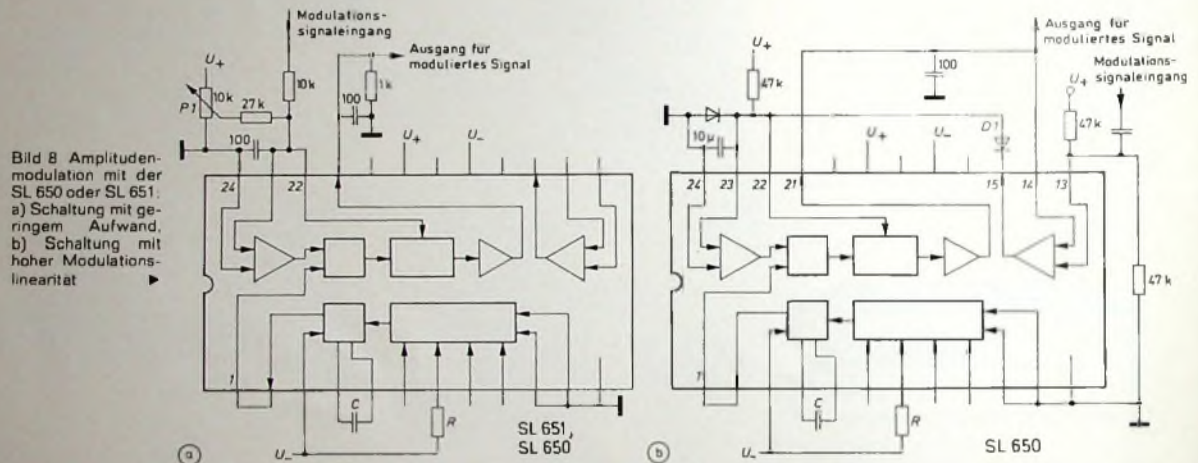 Bild 8 Amplituden-
modulation mit der
SL 650 oder SL 651:
a) Schaltung mit ge-
ringem Aufwand,
b) Schaltung mit
hoher Modulations-
linearität ►
Modulations-
signaleingang
Ausgang für
moduliertes Signal
U+
P1
10k
27k
10k
100
100
1k
U+
U-
24
22
1
C
R
U-
SL 651,
SL 650
a
Ausgang für
moduliertes Signal
Modulations-
signaleingang
U+
47k
100
U+
47k
10µ
U+
U-
D1
24
23
22
21
15
14
13
47k
1
C
R
U-
SL 650
b